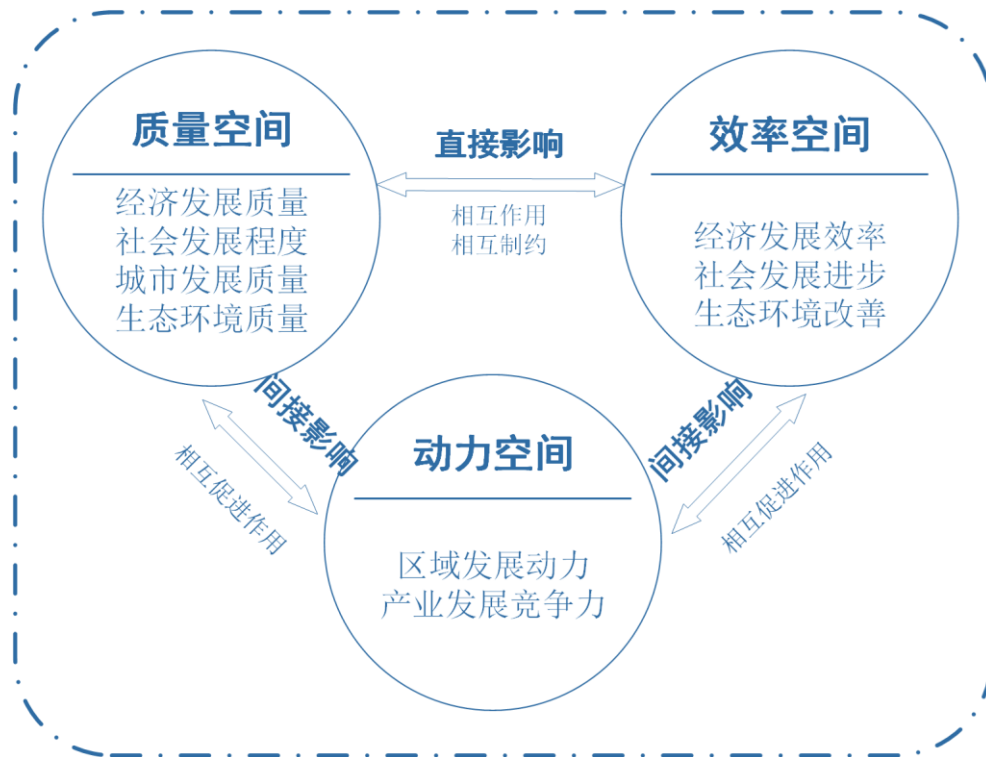 质量空间
经济发展质量
社会发展程度
城市发展质量
生态环境质量
直接影响
相互作用
相互制约
效率空间
经济发展效率
社会发展进步
生态环境改善
间接影响
相互促进作用
动力空间
区域发展动力
产业发展竞争力
间接影响
相互促进作用